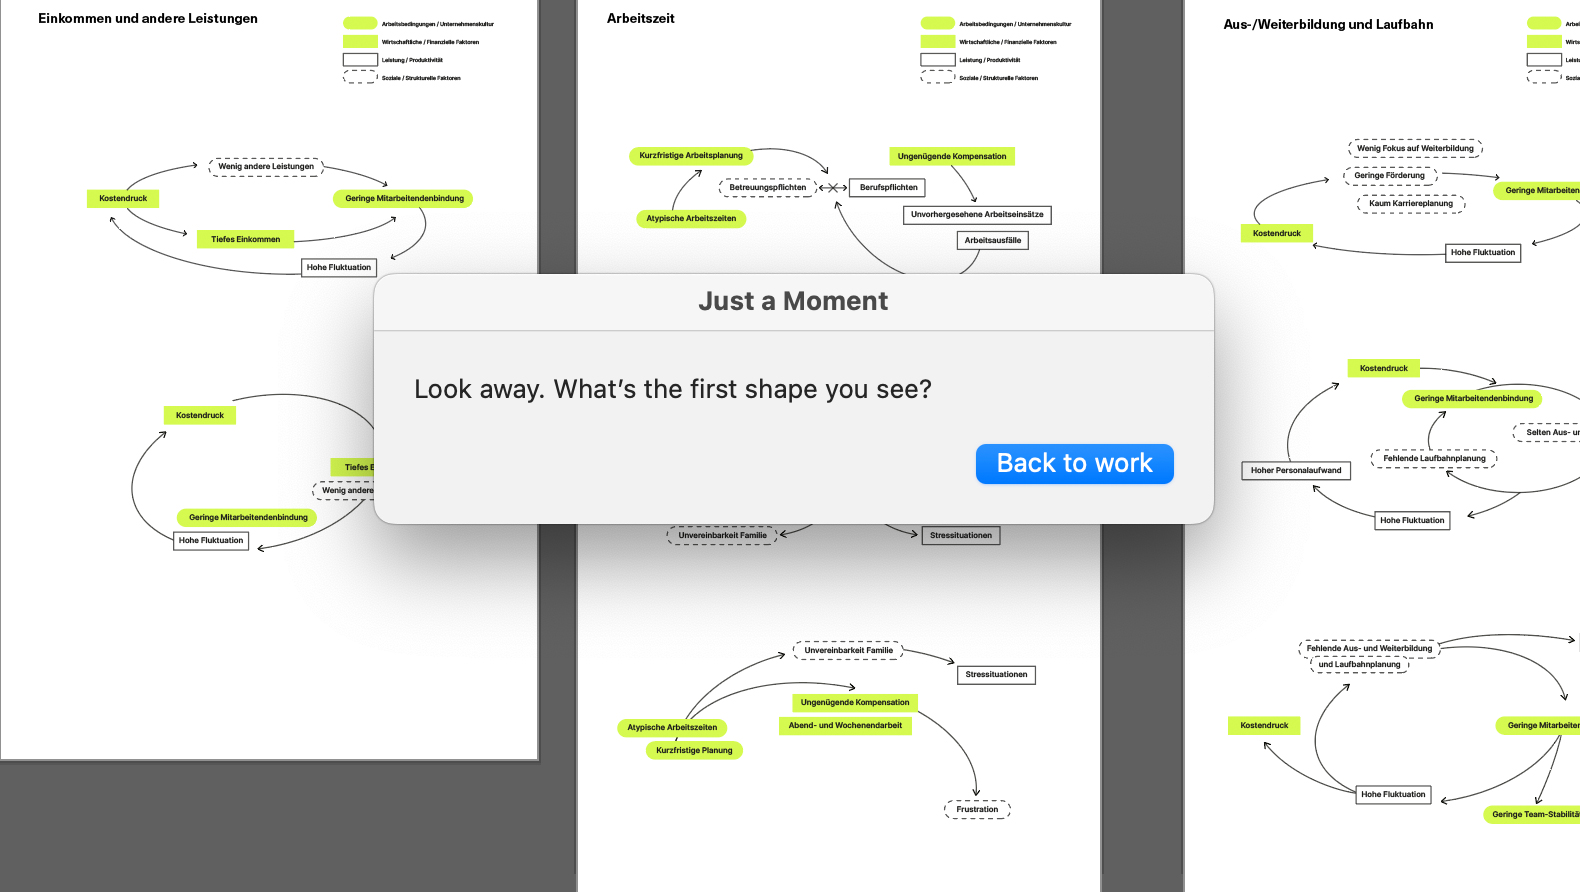 Einkommen und andere Leistungen
Arbeitsbedingungen / Unternehmenskultur
Wirtschaftliche / Finanzielle Faktoren
Leistung / Produktivität
Soziale / Strukturelle Faktoren
Wenig andere Leistungen
Kostendruck
Geringe Mitarbeitendenbindung
Tiefes Einkommen
Hohe Fluktuation
Kostendruck
Tiefes E
Wenig andere
Geringe Mitarbeitendenbindung
Hohe Fluktuation
Arbeitszeit
Arbeitsbedingungen / Unternehmenskultur
Wirtschaftliche / Finanzielle Faktoren
Leistung / Produktivität
Soziale / Strukturelle Faktoren
Kurzfristige Arbeitsplanung
Ungenügende Kompensation
Betreuungspflichten
Berufspflichten
Atypische Arbeitszeiten
Unvorhergesehene Arbeitseinsätze
Arbeitsausfälle
Just a Moment
Look away. What’s the first shape you see?
Back to work
Unvereinbarkeit Familie
Stressituationen
Unvereinbarkeit Familie
Stressituationen
Ungenügende Kompensation
Atypische Arbeitszeiten
Abend- und Wochenendarbeit
Kurzfristige Planung
Frustration
Aus-/Weiterbildung und Laufbahn
Arbei
Wirts
Leist
Sozia
Wenig Fokus auf Weiterbildung
Geringe Förderung
Geringe Mitarbeiten
Kaum Karriereplanung
Kostendruck
Hohe Fluktuation
Kostendruck
Geringe Mitarbeitendenbindung
Selten Aus- un
Fehlende Laufbahnplanung
Hoher Personalaufwand
Hohe Fluktuation
Fehlende Aus- und Weiterbildung
und Laufbahnplanung
Kostendruck
Geringe Mitarbeiten
Hohe Fluktuation
Geringe Team-Stabilität